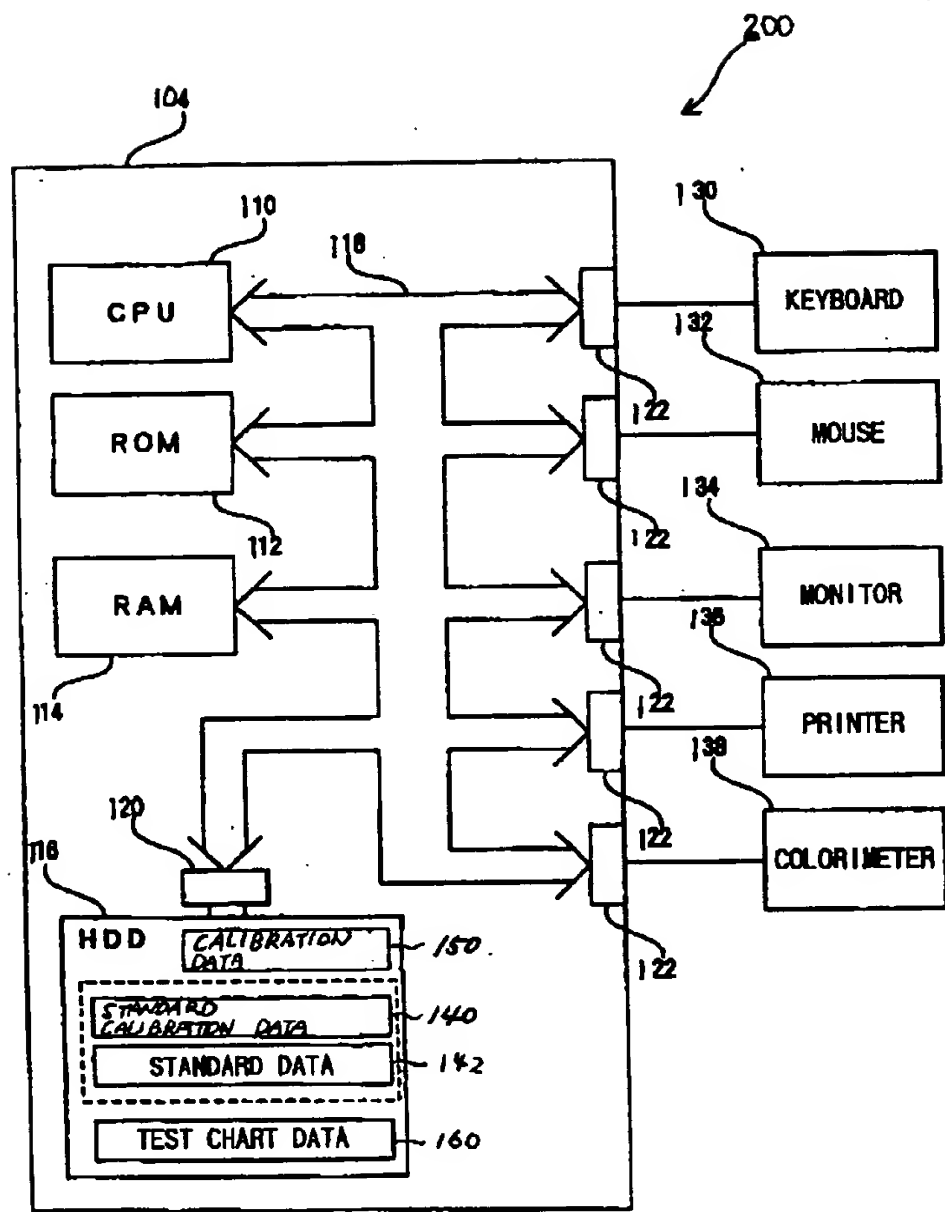 200
104
110
118
130
CPU
KEYBOARD
132
122
ROM
MOUSE
112
122
134
RAM
MONITOR
136
114
122
PRINTER
138
120
122
COLORIMETER
116
HDD
CALIBRATION
DATA
150
122
STANDARD
CALIBRATION DATA
140
STANDARD DATA
142
TEST CHART DATA
160